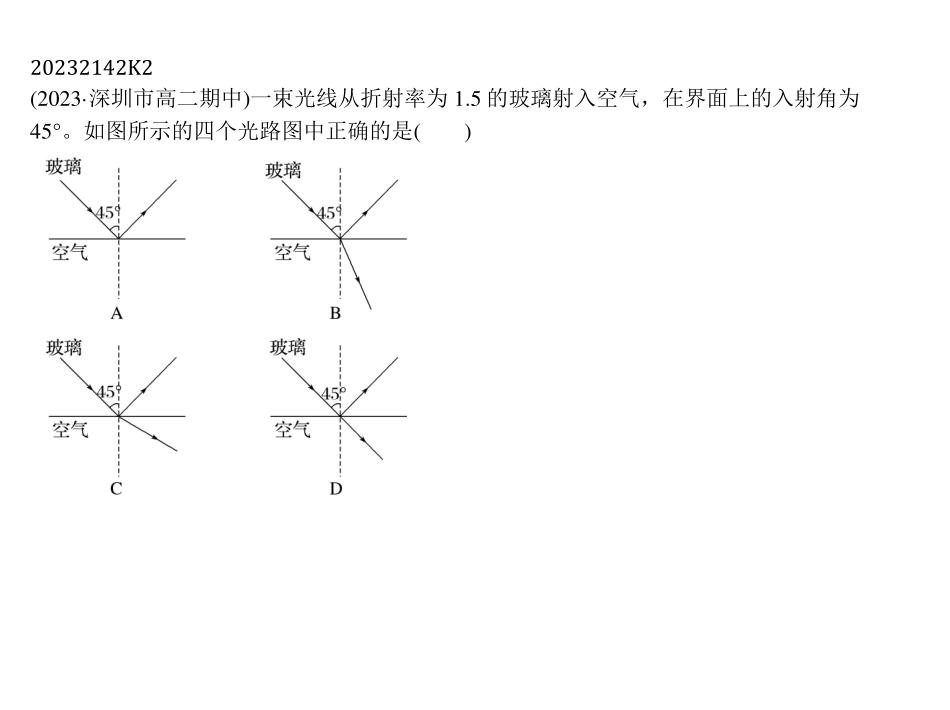 20232142K2
(2023·深圳市高二期中)一束光线从折射率为 1.5 的玻璃射入空气，在界面上的入射角为
45°。如图所示的四个光路图中正确的是(　　)
玻璃 玻璃
45° 45°
空气 空气
A B
玻璃 玻璃
45° 45°
空气 空气
C D